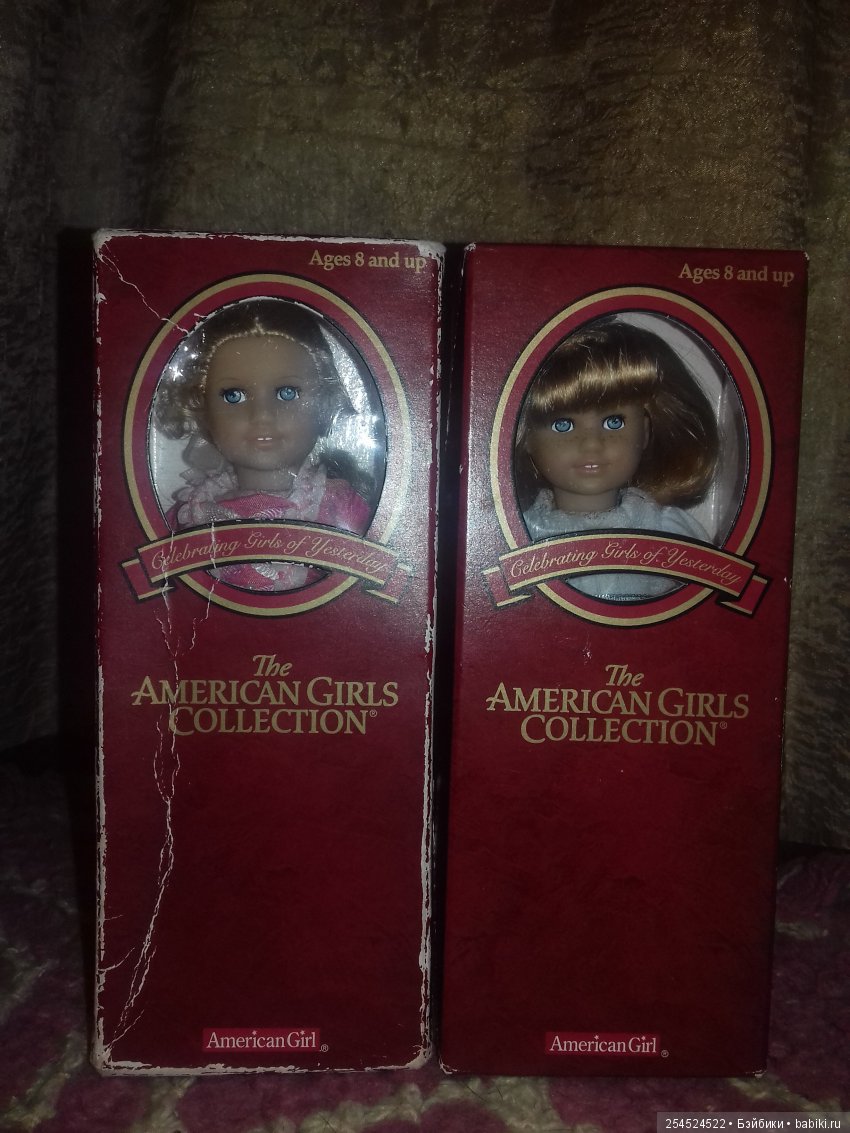 Ages 8 and up
Celebrating Girls of Yesterday
The
AMERICAN GIRLS
COLLECTION®
American Girl®
Ages 8 and up
Celebrating Girls of Yesterday
The
AMERICAN GIRLS
COLLECTION®
American Girl®
254524522 • Бэйбики • babiki.ru